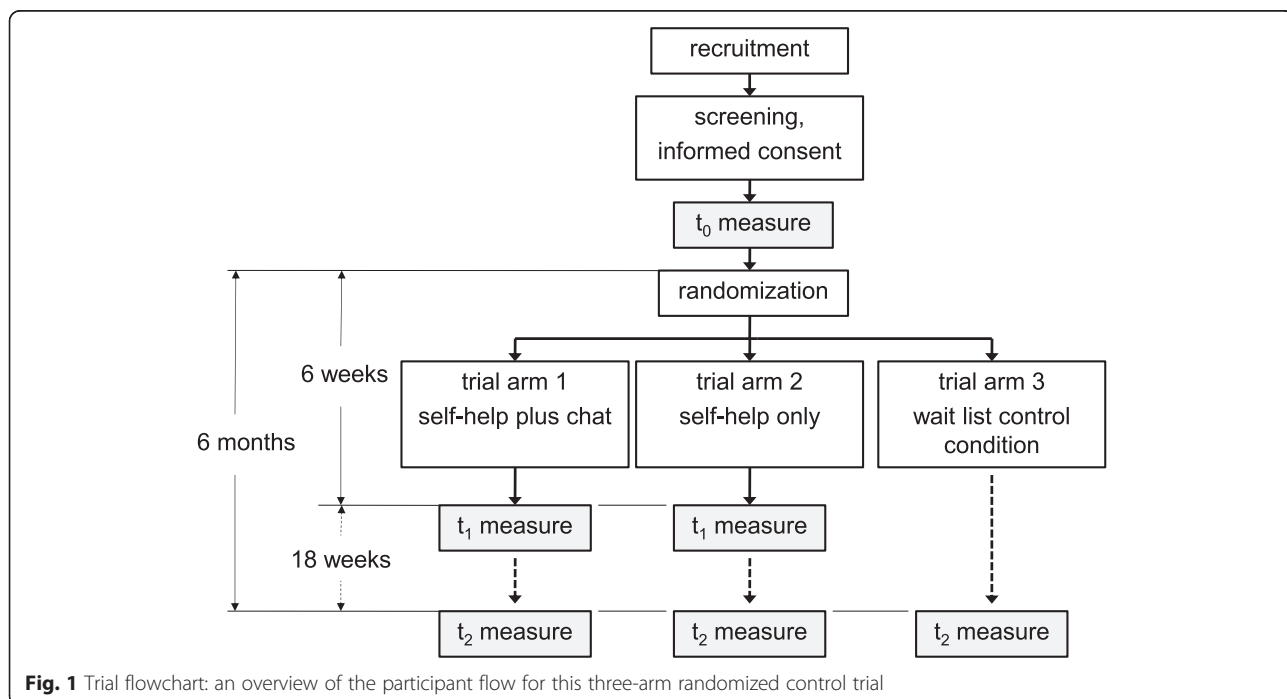 recruitment
screening,
informed consent
t₀ measure
randomization
6 weeks
6 months
trial arm 1
self-help plus chat
trial arm 2
self-help only
trial arm 3
wait list control
condition
t₁ measure
t₁ measure
18 weeks
t₂ measure
t₂ measure
t₂ measure
Fig. 1 Trial flowchart: an overview of the participant flow for this three-arm randomized control trial